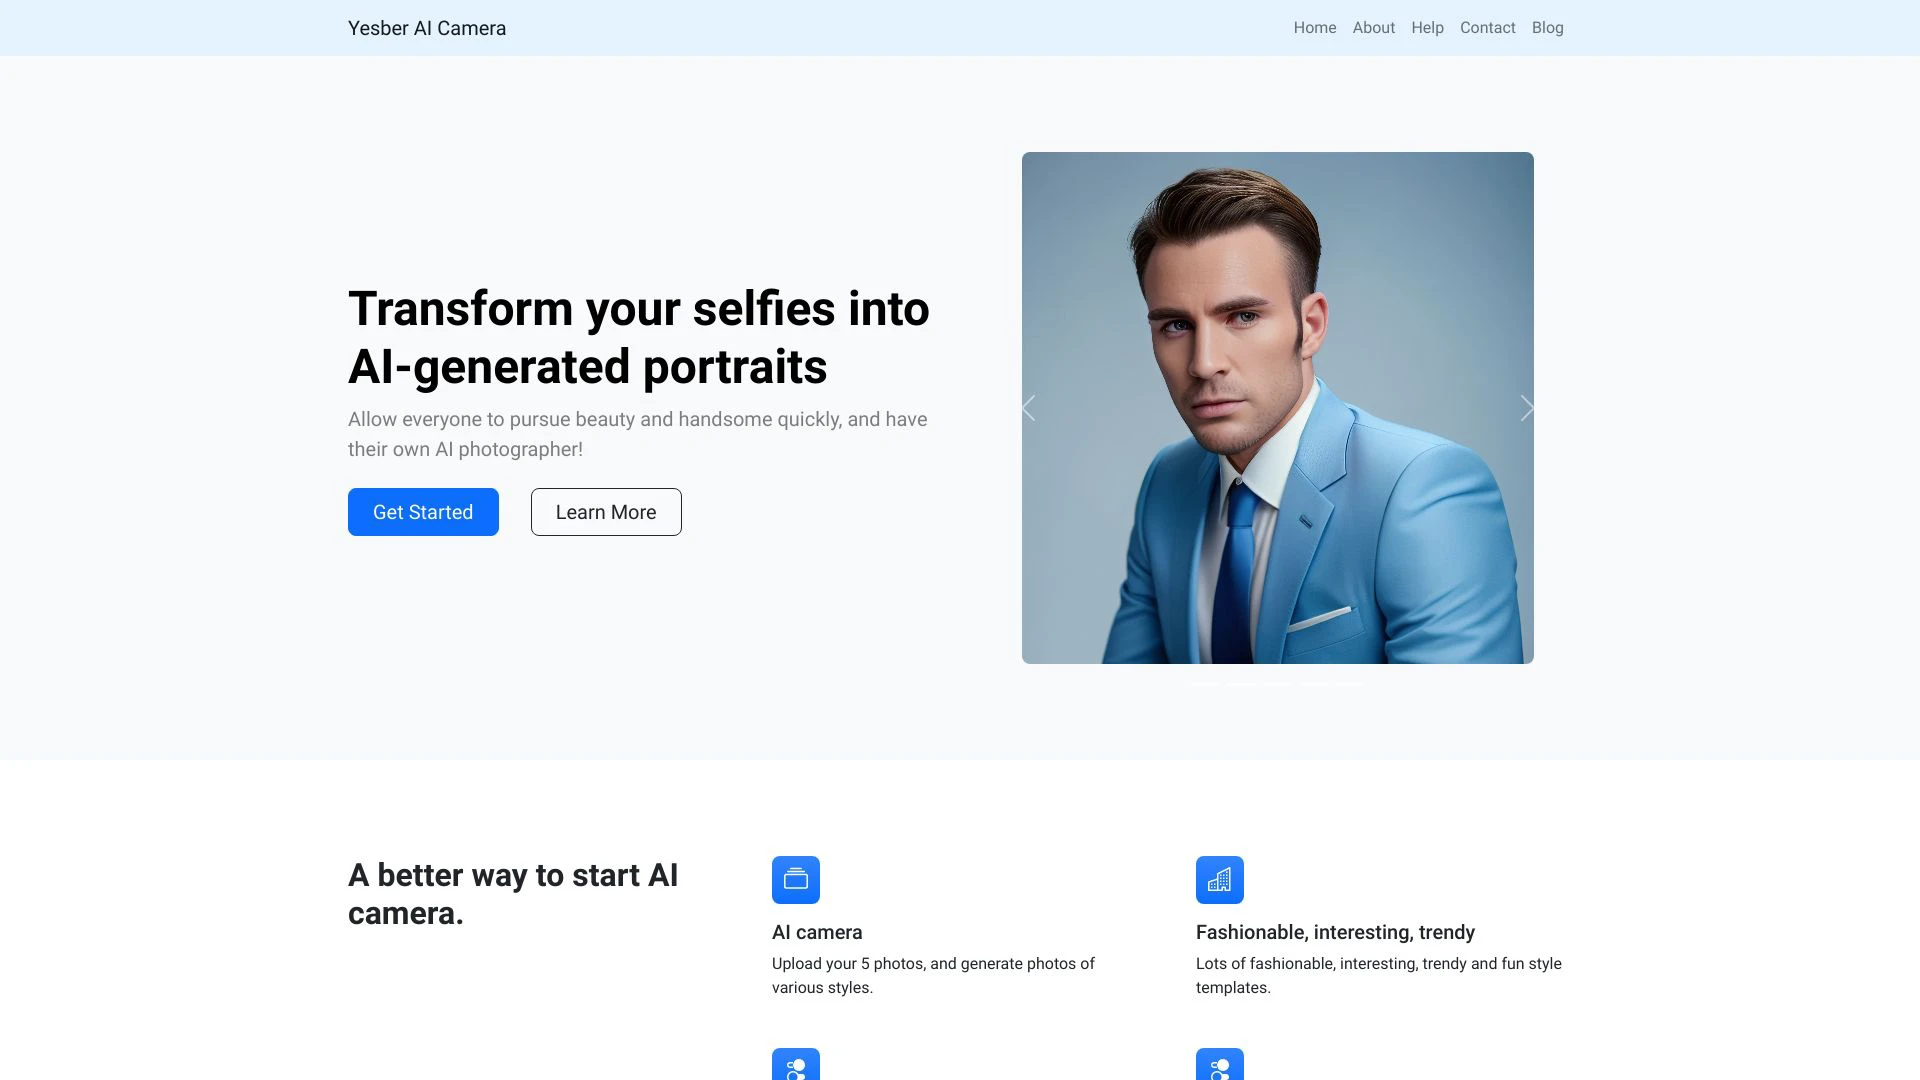 Yesber AI Camera
Home About Help Contact Blog
Transform your selfies into
AI-generated portraits
Allow everyone to pursue beauty and handsome quickly, and have
their own AI photographer!
Get Started Learn More
A better way to start AI
camera.
AI camera
Upload your 5 photos, and generate photos of
various styles.
Fashionable, interesting, trendy
Lots of fashionable, interesting, trendy and fun style
templates.